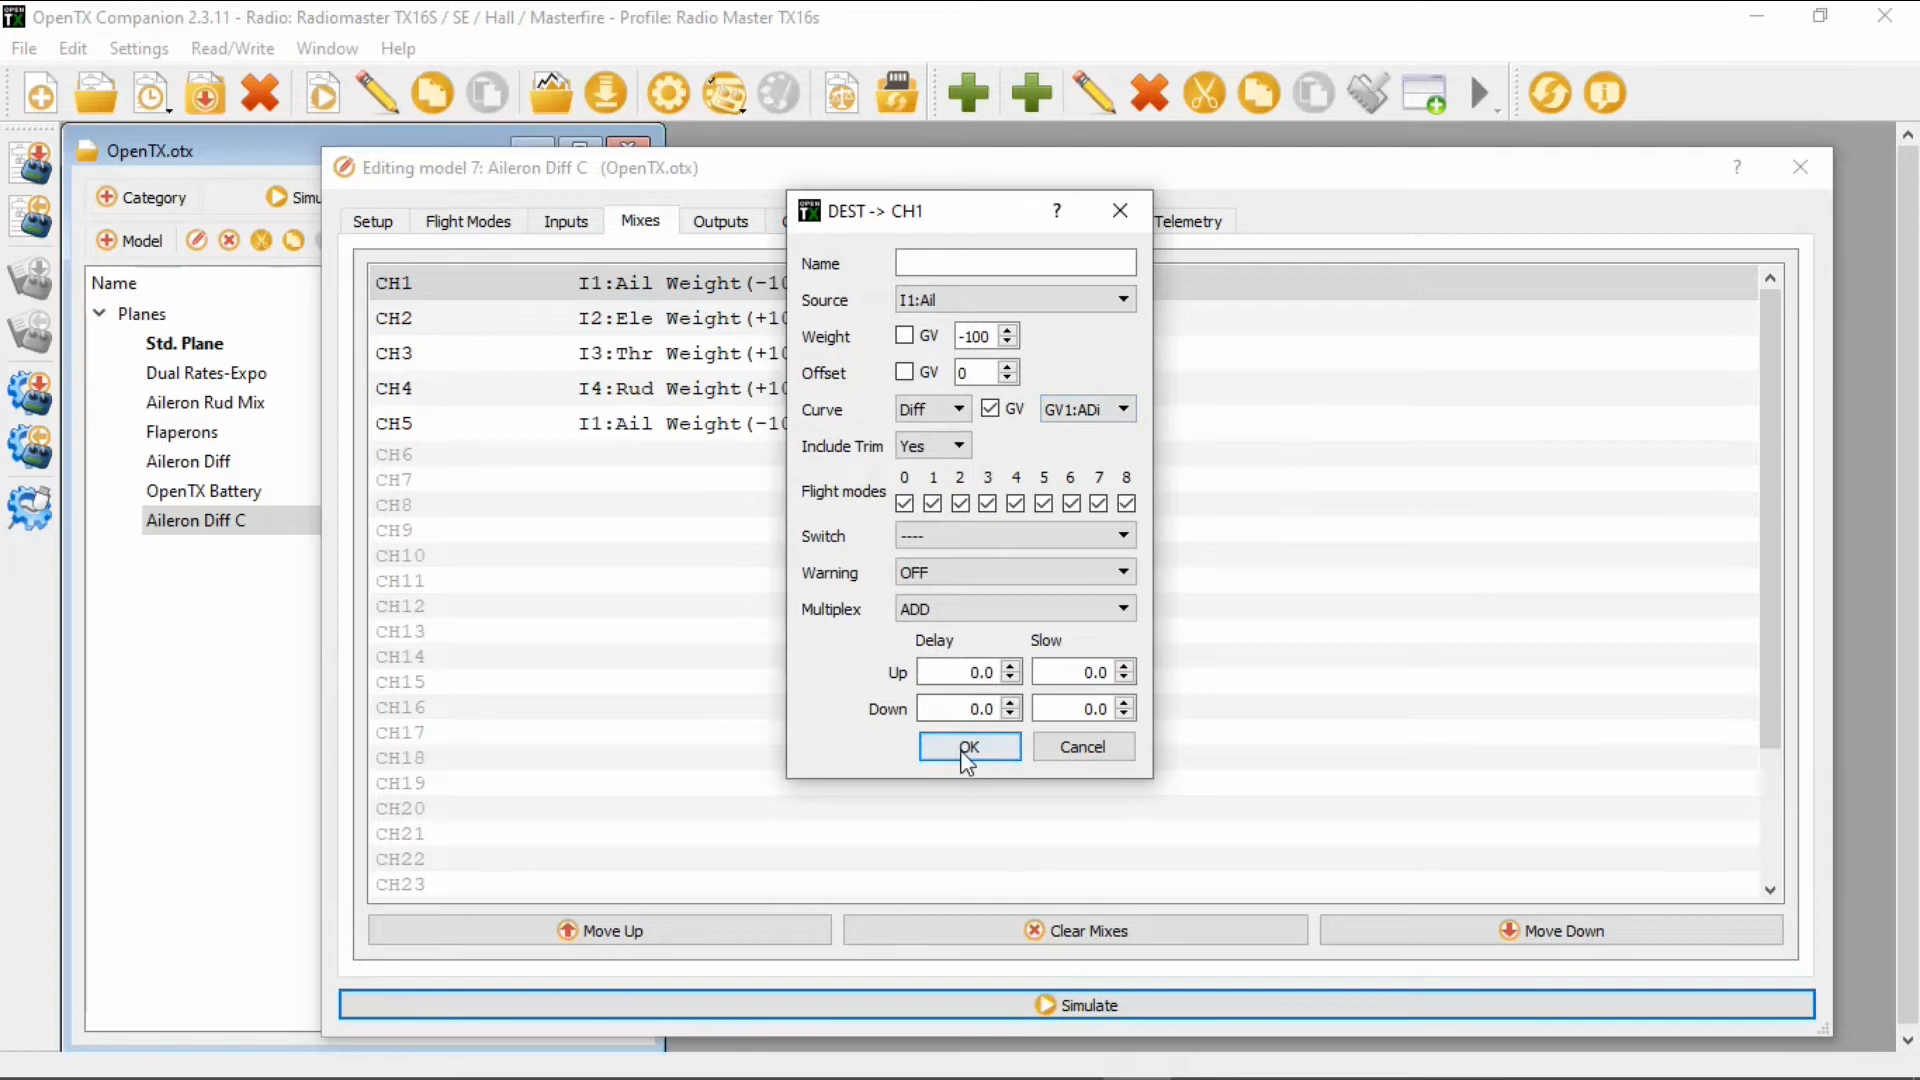 OpenTX Companion 2.3.11 - Radio: Radiomaster TX16S / SE / Hall / Masterfire - Profile: Radio Master TX16s
File Edit Settings Read/Write Window Help
OpenTX.otx
Category
Model
Name
Planes
Std. Plane
Dual Rates-Expo
Aileron Rud Mix
Flaperons
Aileron Diff
OpenTX Battery
Aileron Diff C
Editing model 7: Aileron Diff C (OpenTX.otx)
?
Setup Flight Modes Inputs Mixes Outputs Telemetry
CH1 I1:Ail Weight(-10
CH2 I2:Ele Weight(+10
CH3 I3:Thr Weight(+10
CH4 I4:Rud Weight(+10
CH5 I1:Ail Weight(-10
CH6
CH7
CH8
CH9
CH10
CH11
CH12
CH13
CH14
CH15
CH16
CH17
CH18
CH19
CH20
CH21
CH22
CH23
Move Up Clear Mixes Move Down
Simulate
DEST -> CH1 ?
Name
Source I1:Ail
Weight GV -100
Offset GV 0
Curve Diff GV GV1:ADi
Include Trim Yes
0 1 2 3 4 5 6 7 8
Flight modes
Switch ----
Warning OFF
Multiplex ADD
Delay Slow
Up 0.0 0.0
Down 0.0 0.0
OK Cancel